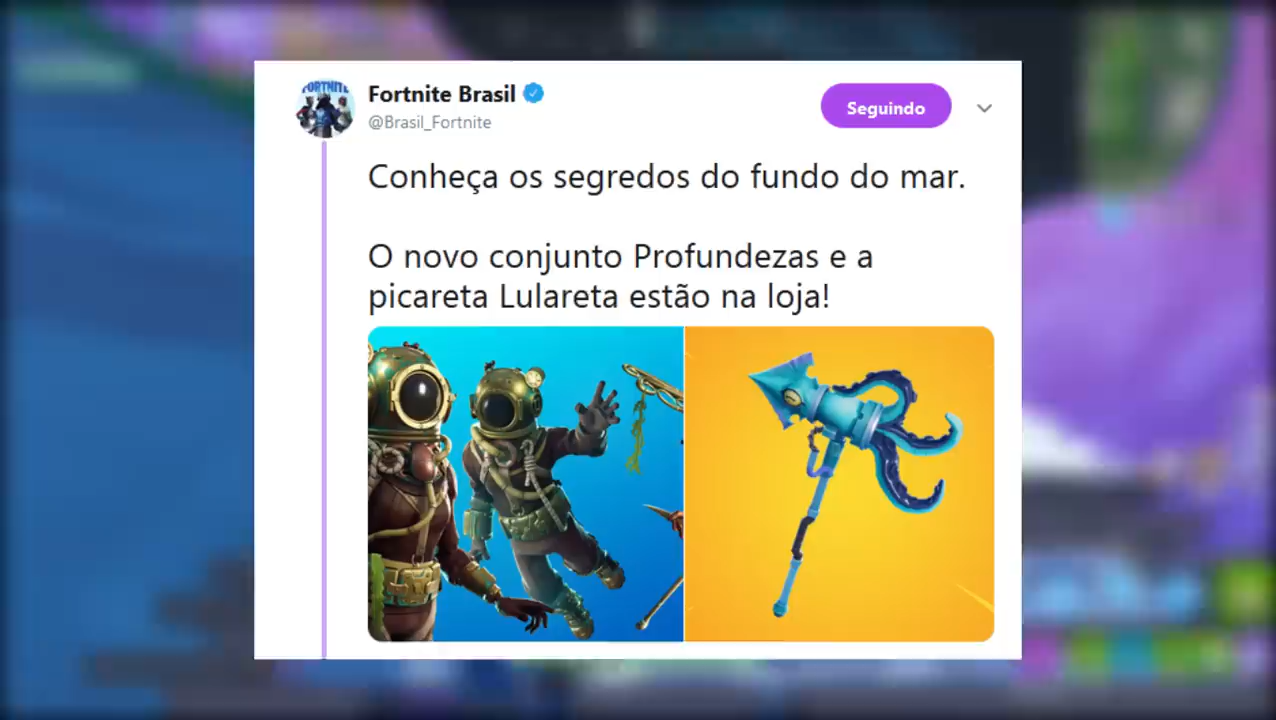 FORTNITE
Fortnite Brasil
@Brasil_Fortnite
Seguindo
Conheça os segredos do fundo do mar.
O novo conjunto Profundezas e a
picareta Lulareta estão na loja!